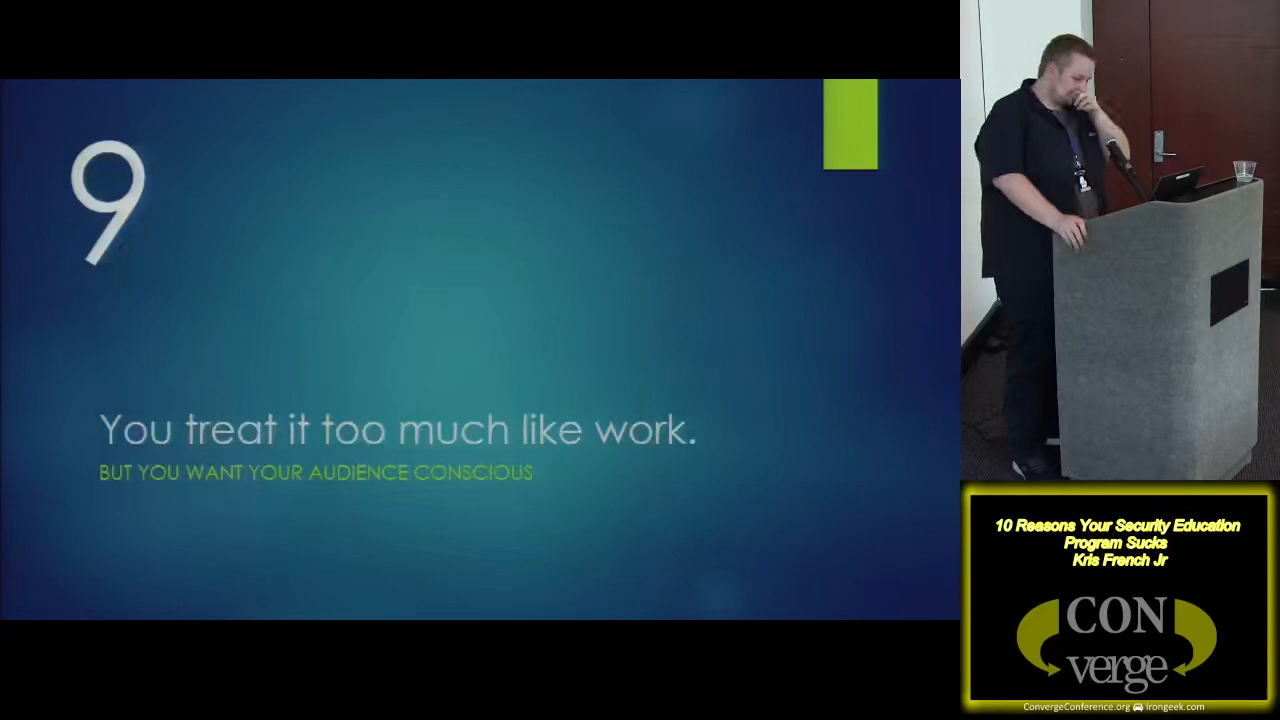 9
You treat it too much like work.
BUT YOU WANT YOUR AUDIENCE CONSCIOUS
10 Reasons Your Security Education
Program Sucks
Kris French Jr
CON
verge
ConvergeConference.org Irongeek.com